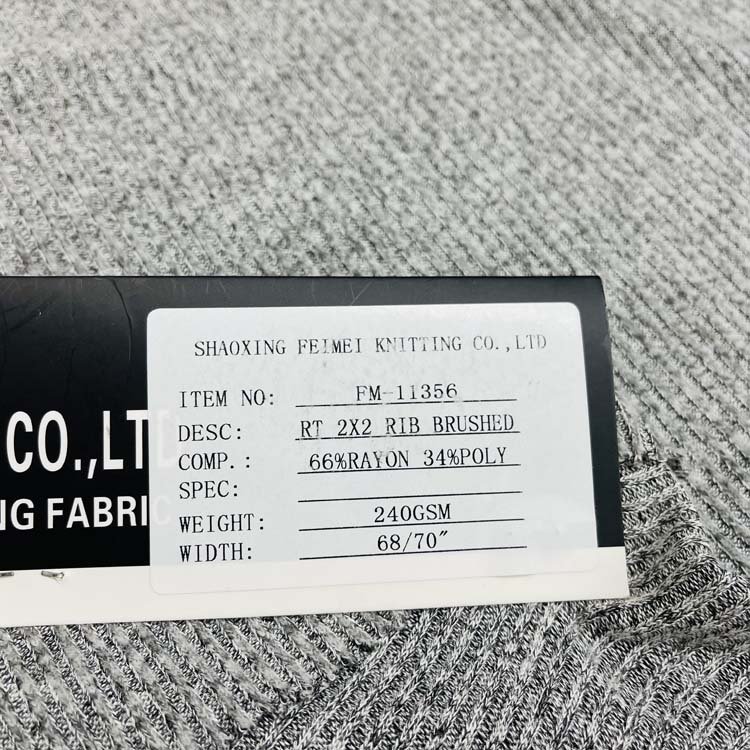 SHAOXING FEIMEI KNITTING CO.,LTD
ITEM NO: FM-11356
DESC: RT 2X2 RIB BRUSHED
COMP.: 66%RAYON 34%POLY
SPEC:
WEIGHT: 240GSM
WIDTH: 68/70"
CO.,LTD
NG FABRIC